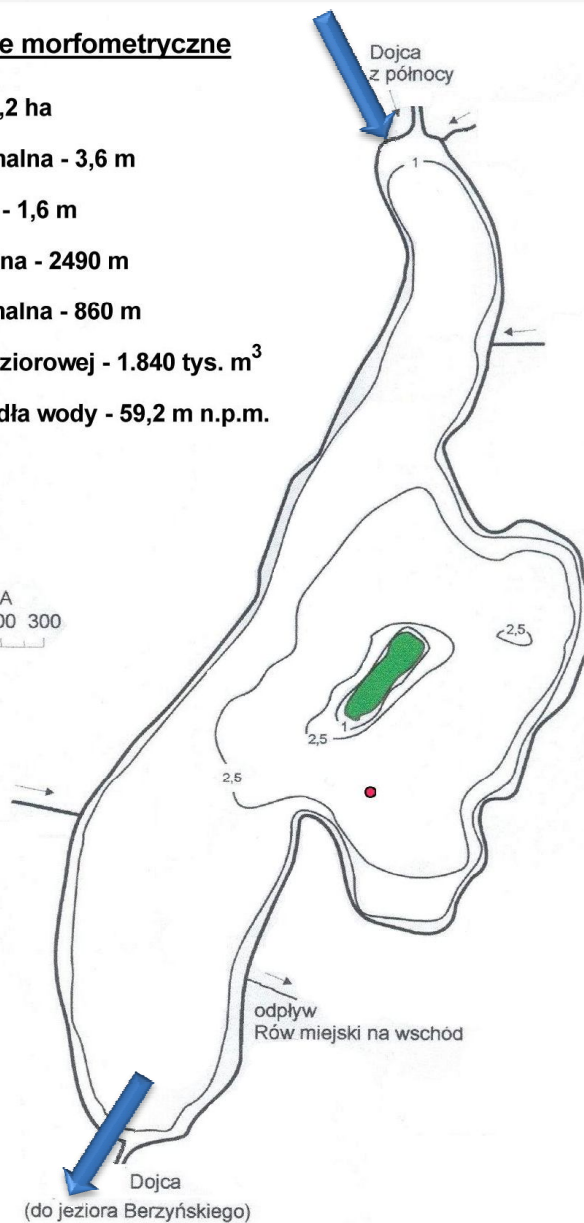 e morfometryczne
,2 ha
nalna - 3,6 m
- 1,6 m
na - 2490 m
nalna - 860 m
ziorowej - 1.840 tys. m³
dła wody - 59,2 m n.p.m.
Dojca
z północy
1
A
00 300
2,5
1
2,5
2,5
odpływ
Rów miejski na wschód
Dojca
(do jeziora Berzyńskiego)